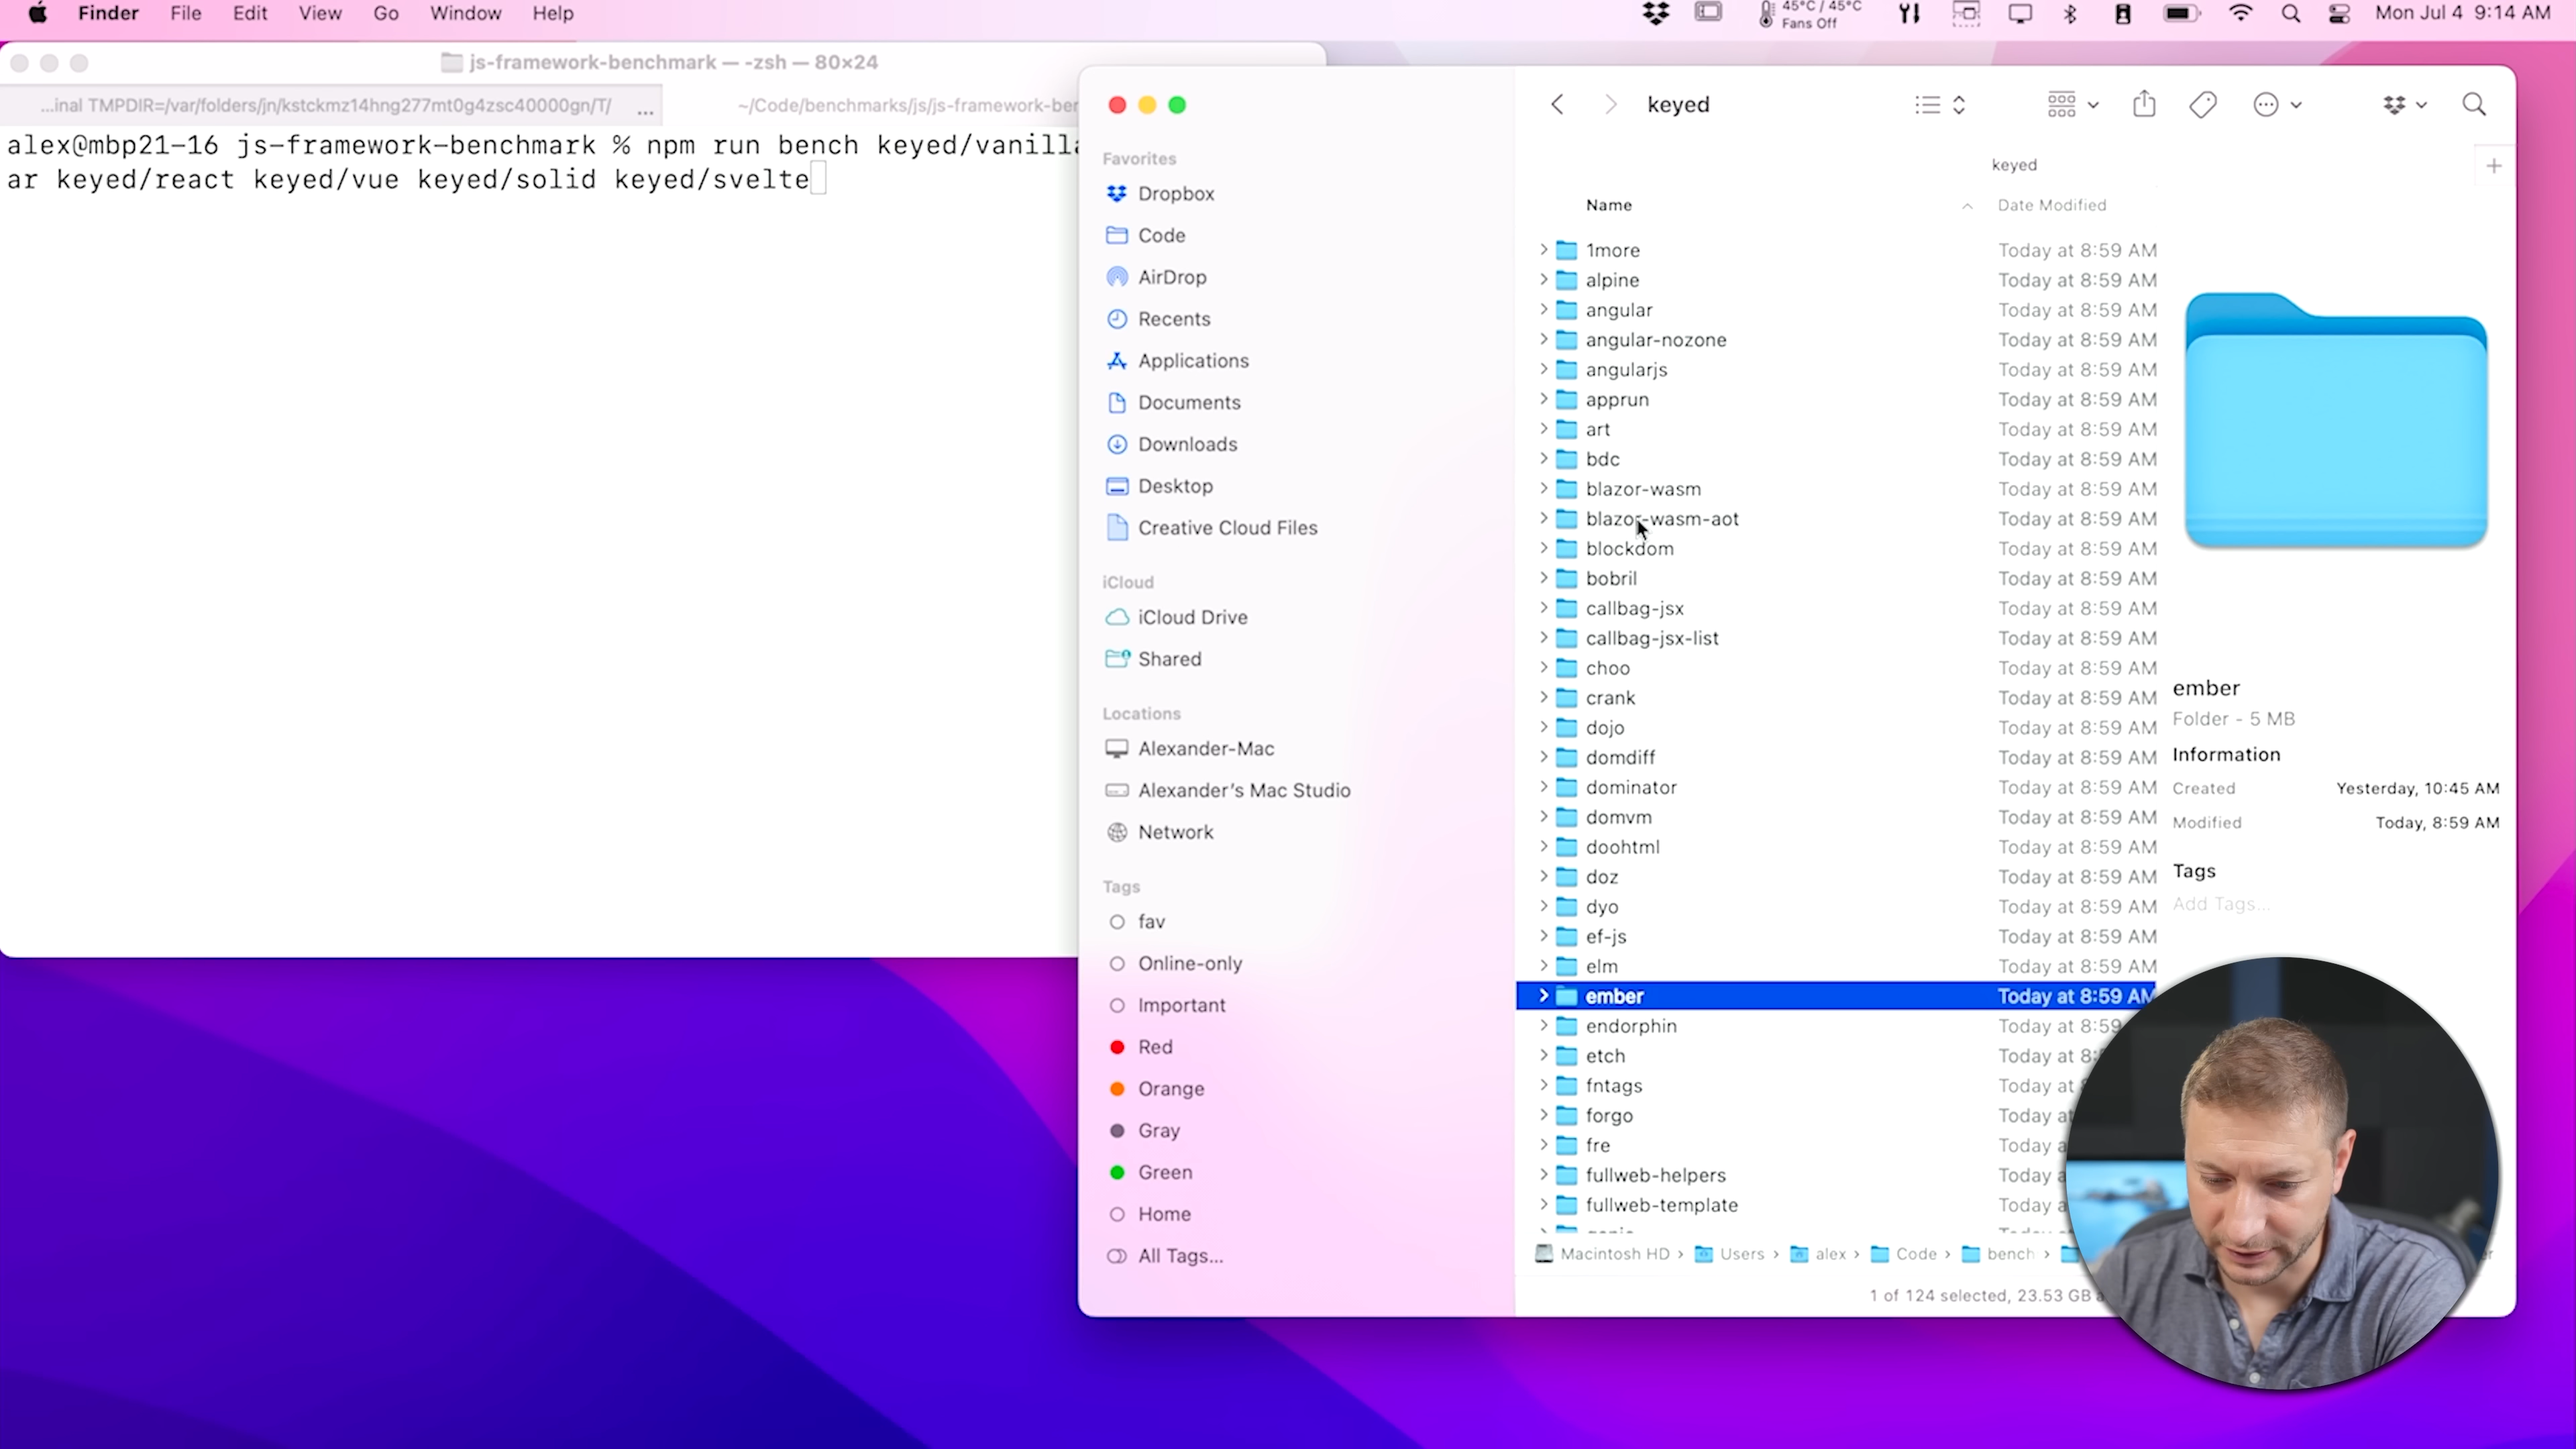 Finder File Edit View Go Window Help
45°C / 45°C
Fans Off
Mon Jul 4 9:14 AM
js-framework-benchmark — -zsh — 80×24
...inal TMPDIR=/var/folders/jn/kstckmz14hng277mt0g4zsc40000gn/T/ ...
~/Code/benchmarks/js/js-framework-ber
alex@mbp21-16 js-framework-benchmark % npm run bench keyed/vanilla
ar keyed/react keyed/vue keyed/solid keyed/svelte
Favorites
Dropbox
Code
AirDrop
Recents
Applications
Documents
Downloads
Desktop
Creative Cloud Files
iCloud
iCloud Drive
Shared
Locations
Alexander-Mac
Alexander's Mac Studio
Network
Tags
fav
Online-only
Important
Red
Orange
Gray
Green
Home
All Tags...
keyed
keyed
Name Date Modified
1more Today at 8:59 AM
alpine Today at 8:59 AM
angular Today at 8:59 AM
angular-nozone Today at 8:59 AM
angularjs Today at 8:59 AM
apprun Today at 8:59 AM
art Today at 8:59 AM
bdc Today at 8:59 AM
blazor-wasm Today at 8:59 AM
blazor-wasm-aot Today at 8:59 AM
blockdom Today at 8:59 AM
bobril Today at 8:59 AM
callbag-jsx Today at 8:59 AM
callbag-jsx-list Today at 8:59 AM
choo Today at 8:59 AM
crank Today at 8:59 AM
dojo Today at 8:59 AM
domdiff Today at 8:59 AM
dominator Today at 8:59 AM
domvm Today at 8:59 AM
doohtml Today at 8:59 AM
doz Today at 8:59 AM
dyo Today at 8:59 AM
ef-js Today at 8:59 AM
elm Today at 8:59 AM
ember Today at 8:59 AM
endorphin Today at 8:59
etch Today at 8:
fntags Today at
forgo Today at
fre Today a
fullweb-helpers Today a
fullweb-template Today a
Macintosh HD › Users › alex › Code › bench ›
1 of 124 selected, 23.53 GB
ember
Folder - 5 MB
Information
Created Yesterday, 10:45 AM
Modified Today, 8:59 AM
Tags
Add Tags...